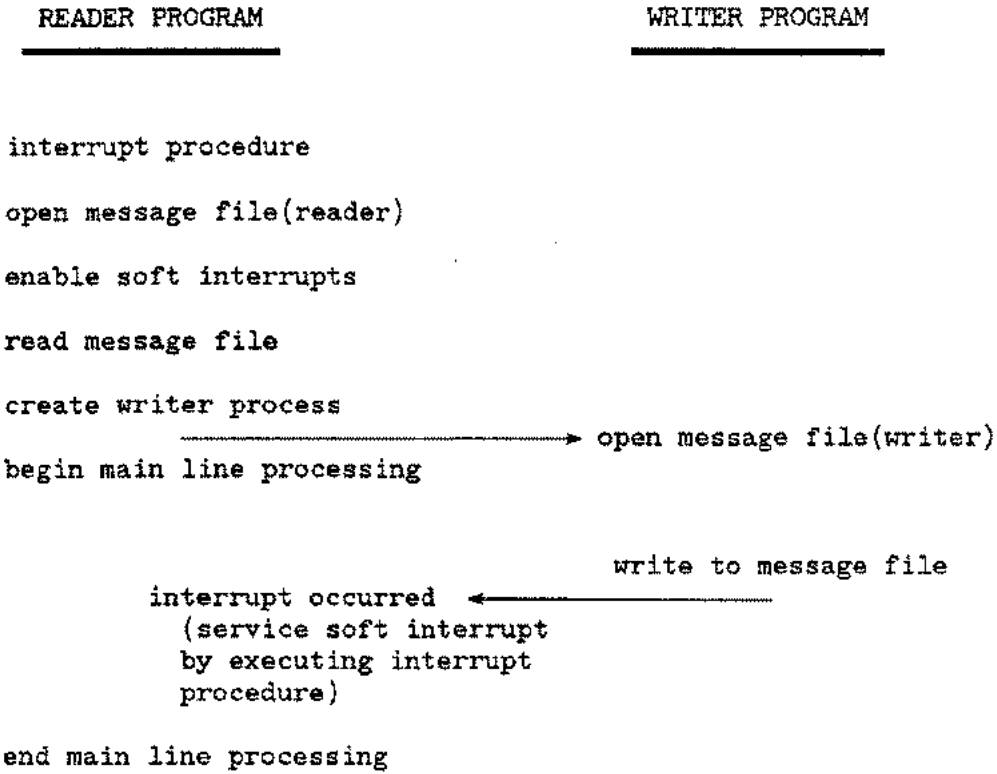 READER PROGRAM
WRITER PROGRAM
interrupt procedure
open message file(reader)
enable soft interrupts
read message file
create writer process
open message file(writer)
begin main line processing
write to message file
interrupt occurred
(service soft interrupt
by executing interrupt
procedure)
end main line processing